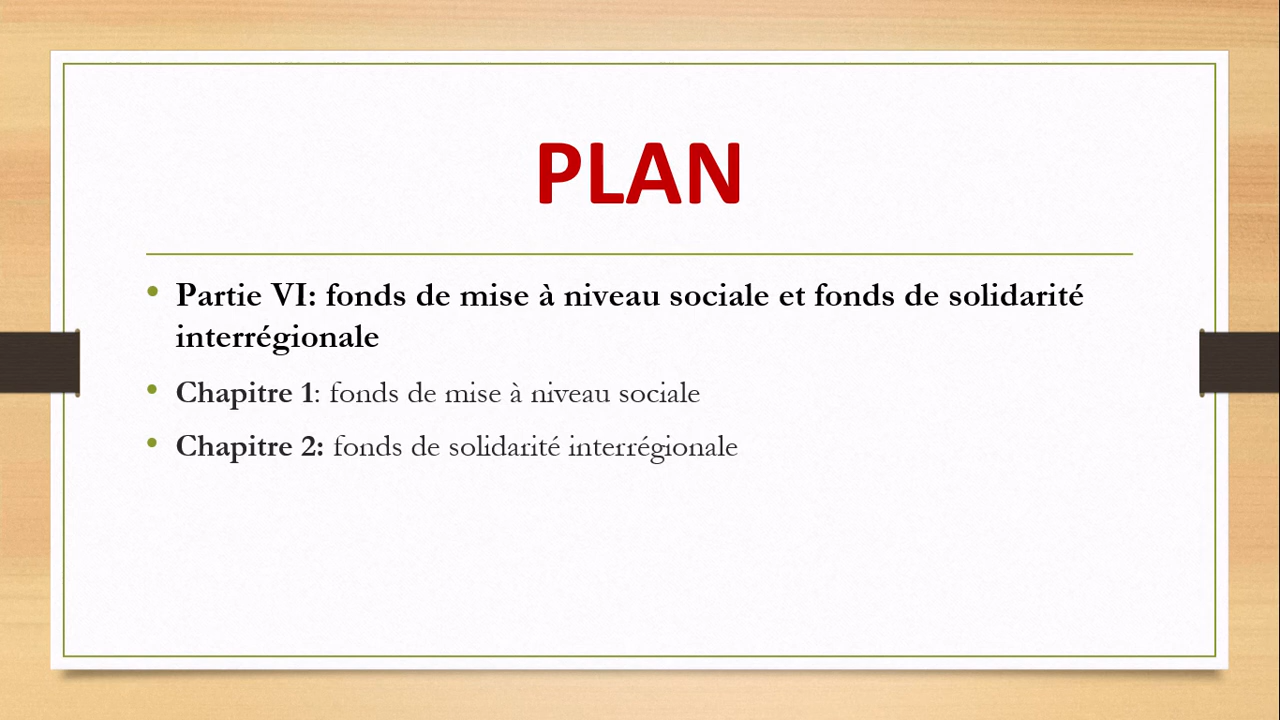 PLAN
• Partie VI: fonds de mise à niveau sociale et fonds de solidarité
interrégionale
• Chapitre 1: fonds de mise à niveau sociale
• Chapitre 2: fonds de solidarité interrégionale